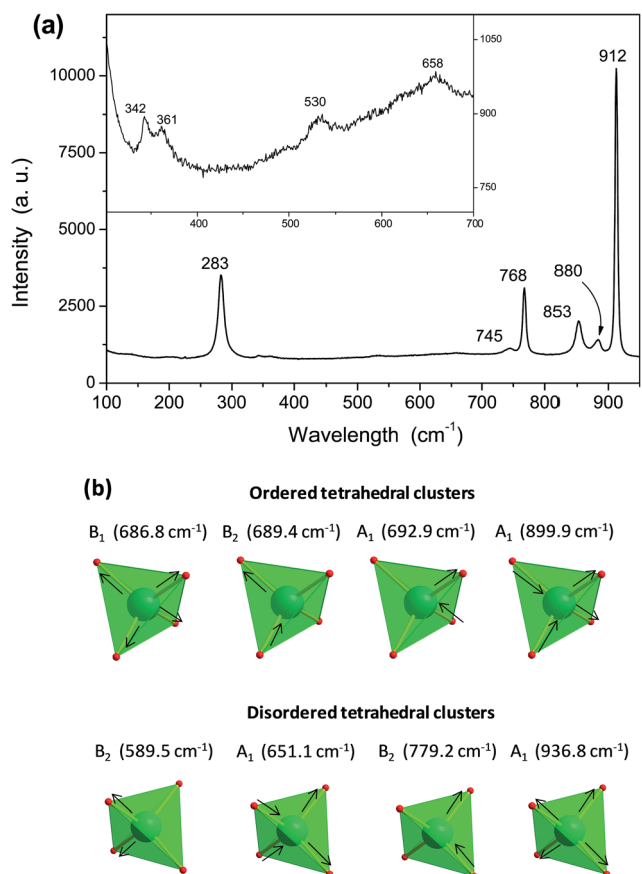 (a)
1050
912
658
10000
342
361
530
900
7500
750
400
500
600
700
5000
283
768
880
853
2500
745
0
100 200 300 400 500 600 700 800 900
Intensity (a. u.)
Wavelength (cm⁻¹)
(b)
Ordered tetrahedral clusters
B₁ (686.8 cm⁻¹) B₂ (689.4 cm⁻¹) A₁ (692.9 cm⁻¹) A₁ (899.9 cm⁻¹)
Disordered tetrahedral clusters
B₂ (589.5 cm⁻¹) A₁ (651.1 cm⁻¹) B₂ (779.2 cm⁻¹) A₁ (936.8 cm⁻¹)